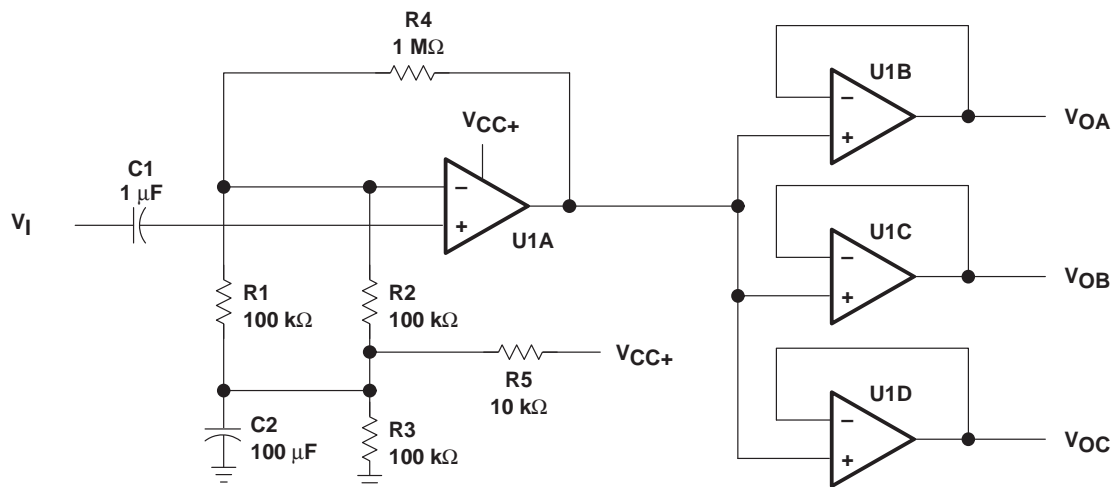 R4
1 MΩ
VCC+
C1
1 μF
VI
−
+
U1A
R1
100 kΩ
R2
100 kΩ
R5
10 kΩ
VCC+
C2
100 μF
R3
100 kΩ
U1B
−
+
VOA
U1C
−
+
VOB
U1D
−
+
VOC